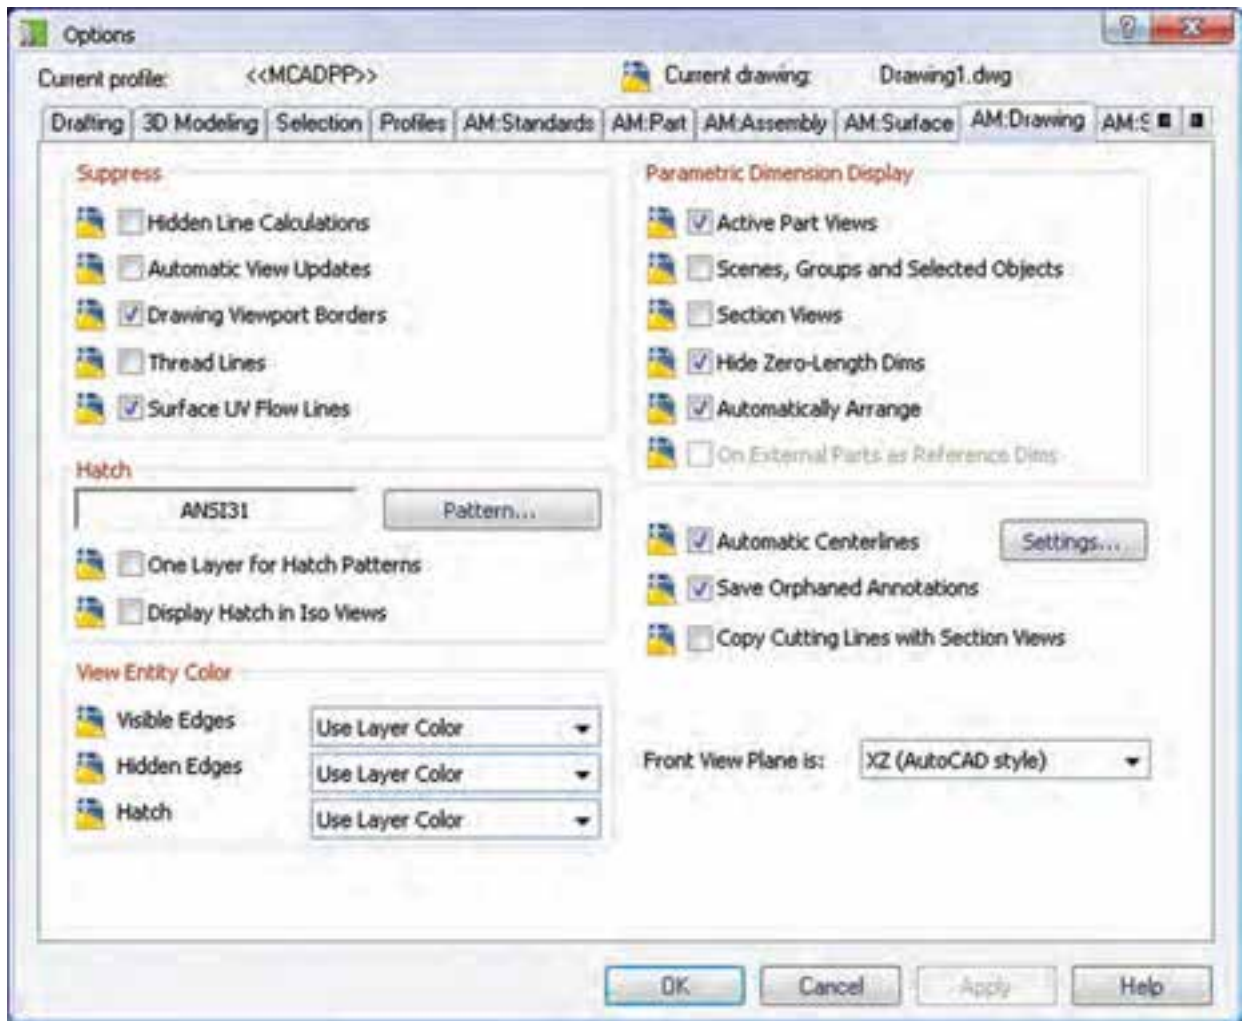 Options
Current profile: <<MCADPP>> Current drawing: Drawing1.dwg
Drafting 3D Modeling Selection Profiles AM:Standards AM:Part AM:Assembly AM:Surface AM:Drawing AM:S
Suppress
Hidden Line Calculations
Automatic View Updates
Drawing Viewport Borders
Thread Lines
Surface UV Flow Lines
Hatch
ANSI31 Pattern...
One Layer for Hatch Patterns
Display Hatch in Iso Views
View Entity Color
Visible Edges Use Layer Color
Hidden Edges Use Layer Color
Hatch Use Layer Color
Parametric Dimension Display
Active Part Views
Scenes, Groups and Selected Objects
Section Views
Hide Zero-Length Dims
Automatically Arrange
On External Parts as Reference Dims
Automatic Centerlines Settings...
Save Orphaned Annotations
Copy Cutting Lines with Section Views
Front View Plane is: XZ (AutoCAD style)
OK Cancel Apply Help